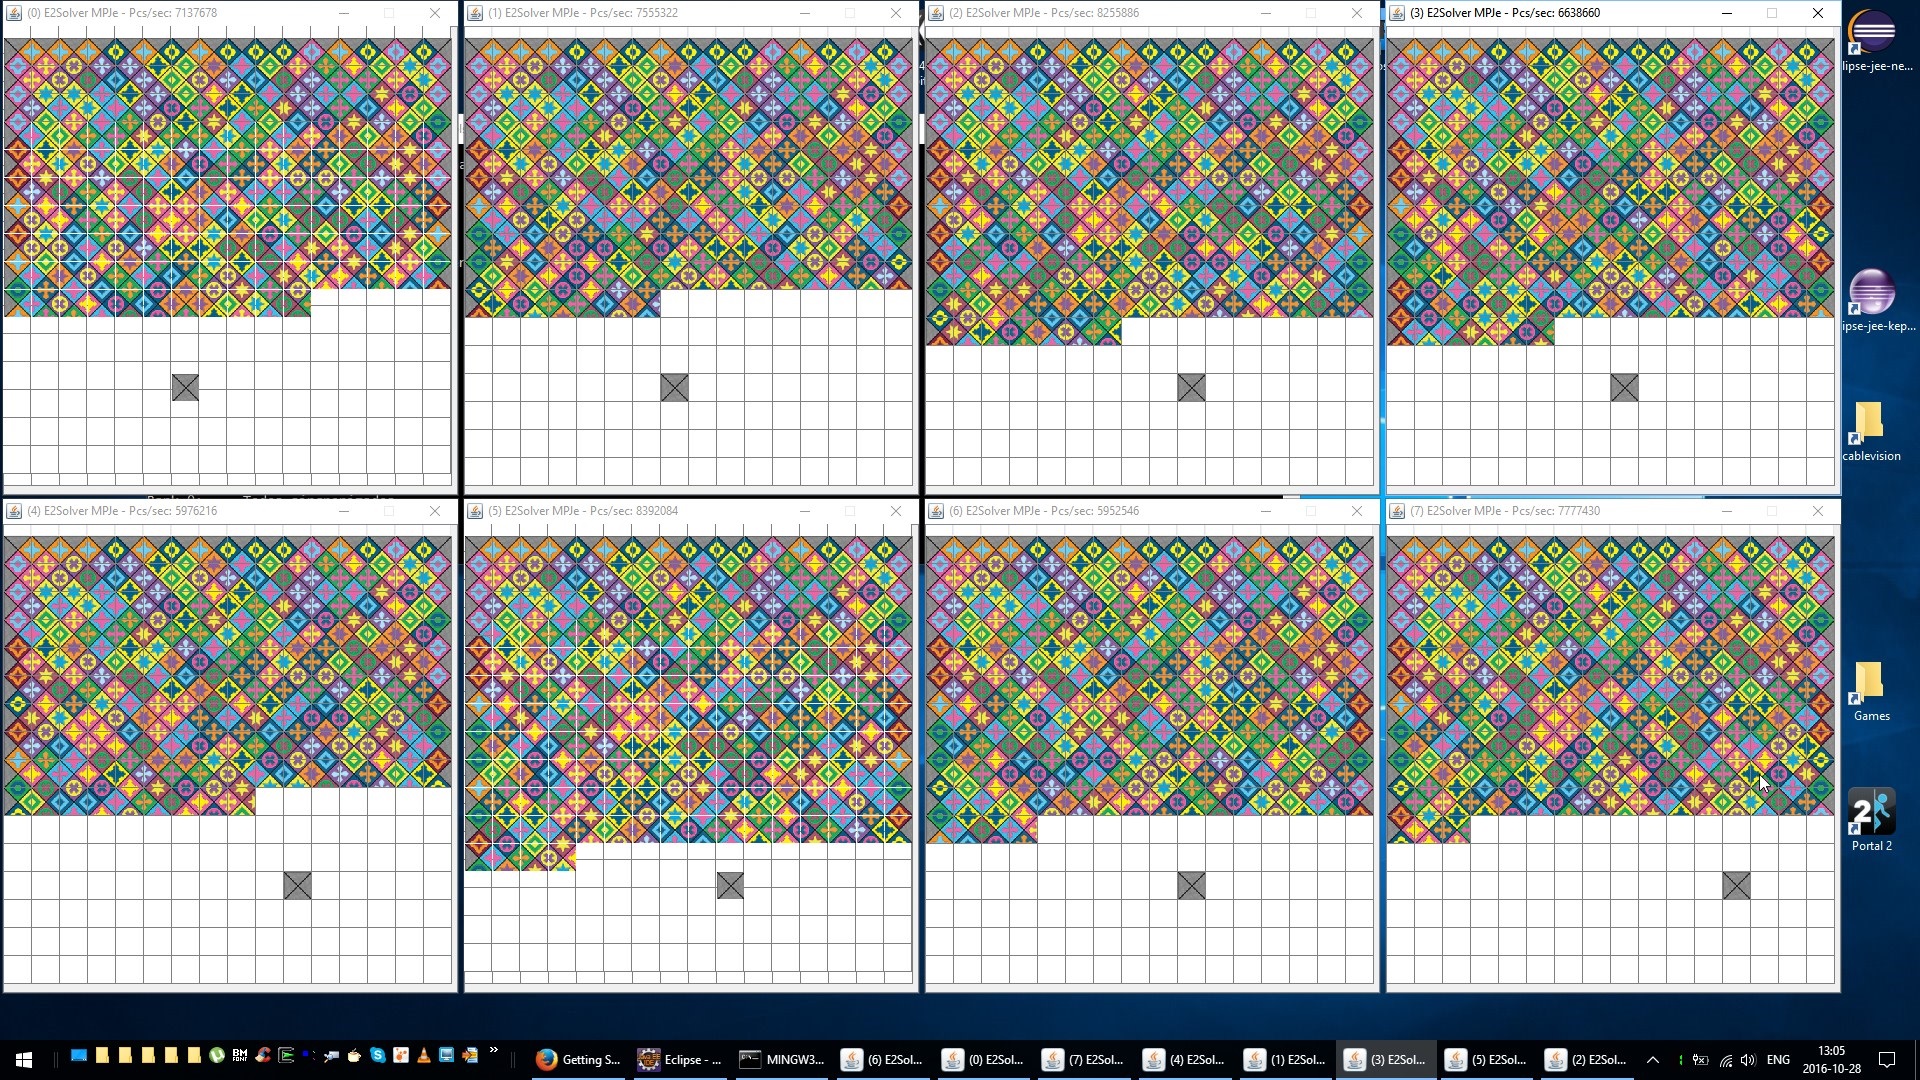 (0) E2Solver MPJe - Pcs/sec: 7137678
(1) E2Solver MPJe - Pcs/sec: 7555322
(2) E2Solver MPJe - Pcs/sec: 8255886
(3) E2Solver MPJe - Pcs/sec: 6638660
lipse-jee-ne...
ipse-jee-kep...
cablevision
(4) E2Solver MPJe - Pcs/sec: 5976216
(5) E2Solver MPJe - Pcs/sec: 8392084
(6) E2Solver MPJe - Pcs/sec: 5952546
(7) E2Solver MPJe - Pcs/sec: 7777430
Games
2
Portal 2
BM
FONT
»
Getting S...
Eclipse - ...
MINGW3...
(6) E2Sol...
(0) E2Sol...
(7) E2Sol...
(4) E2Sol...
(1) E2Sol...
(3) E2Sol...
(5) E2Sol...
(2) E2Sol...
ENG
13:05
2016-10-28